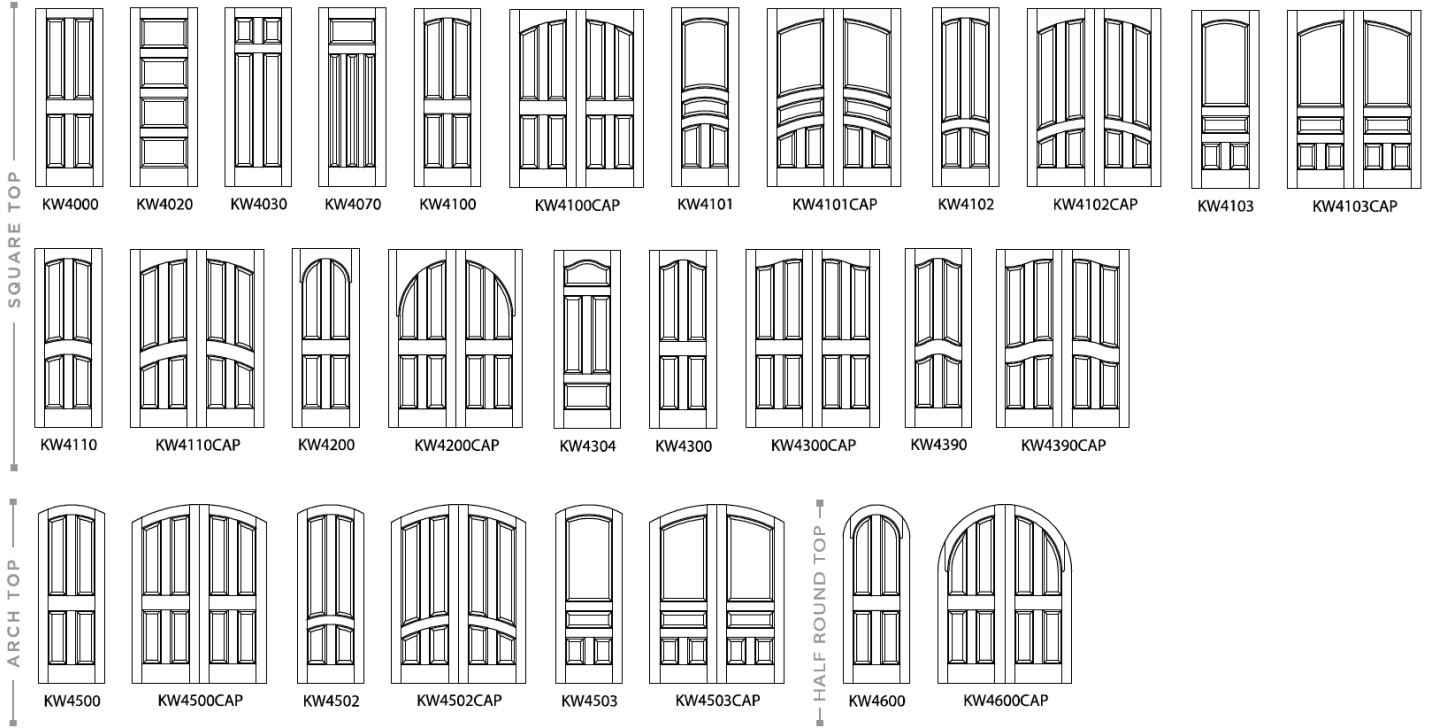 SQUARE TOP
KW4000 KW4020 KW4030 KW4070 KW4100 KW4100CAP KW4101 KW4101CAP KW4102 KW4102CAP KW4103 KW4103CAP
KW4110 KW4110CAP KW4200 KW4200CAP KW4304 KW4300 KW4300CAP KW4390 KW4390CAP
ARCH TOP
KW4500 KW4500CAP KW4502 KW4502CAP KW4503 KW4503CAP
HALF ROUND TOP
KW4600 KW4600CAP